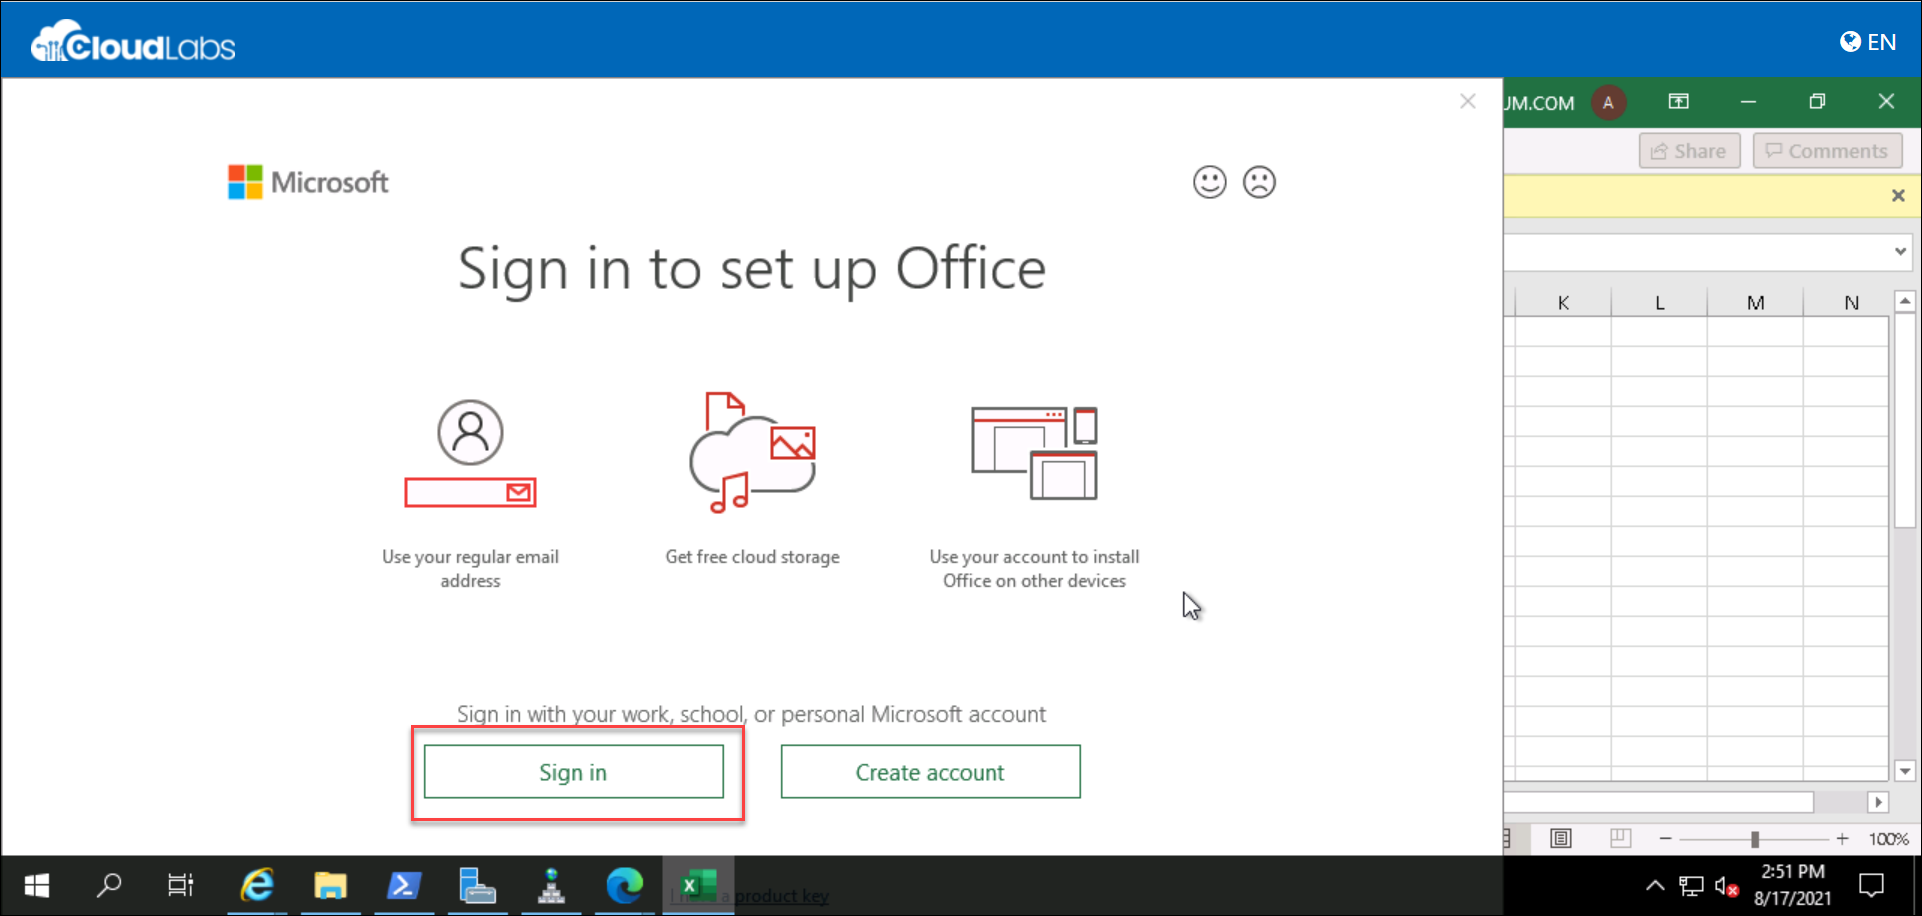 CloudLabs
EN
UM.COM
A
Share
Comments
Microsoft
Sign in to set up Office
K
L
M
N
Use your regular email
address
Get free cloud storage
Use your account to install
Office on other devices
Sign in with your work, school, or personal Microsoft account
Sign in
Create account
100%
2:51 PM
8/17/2021
product key